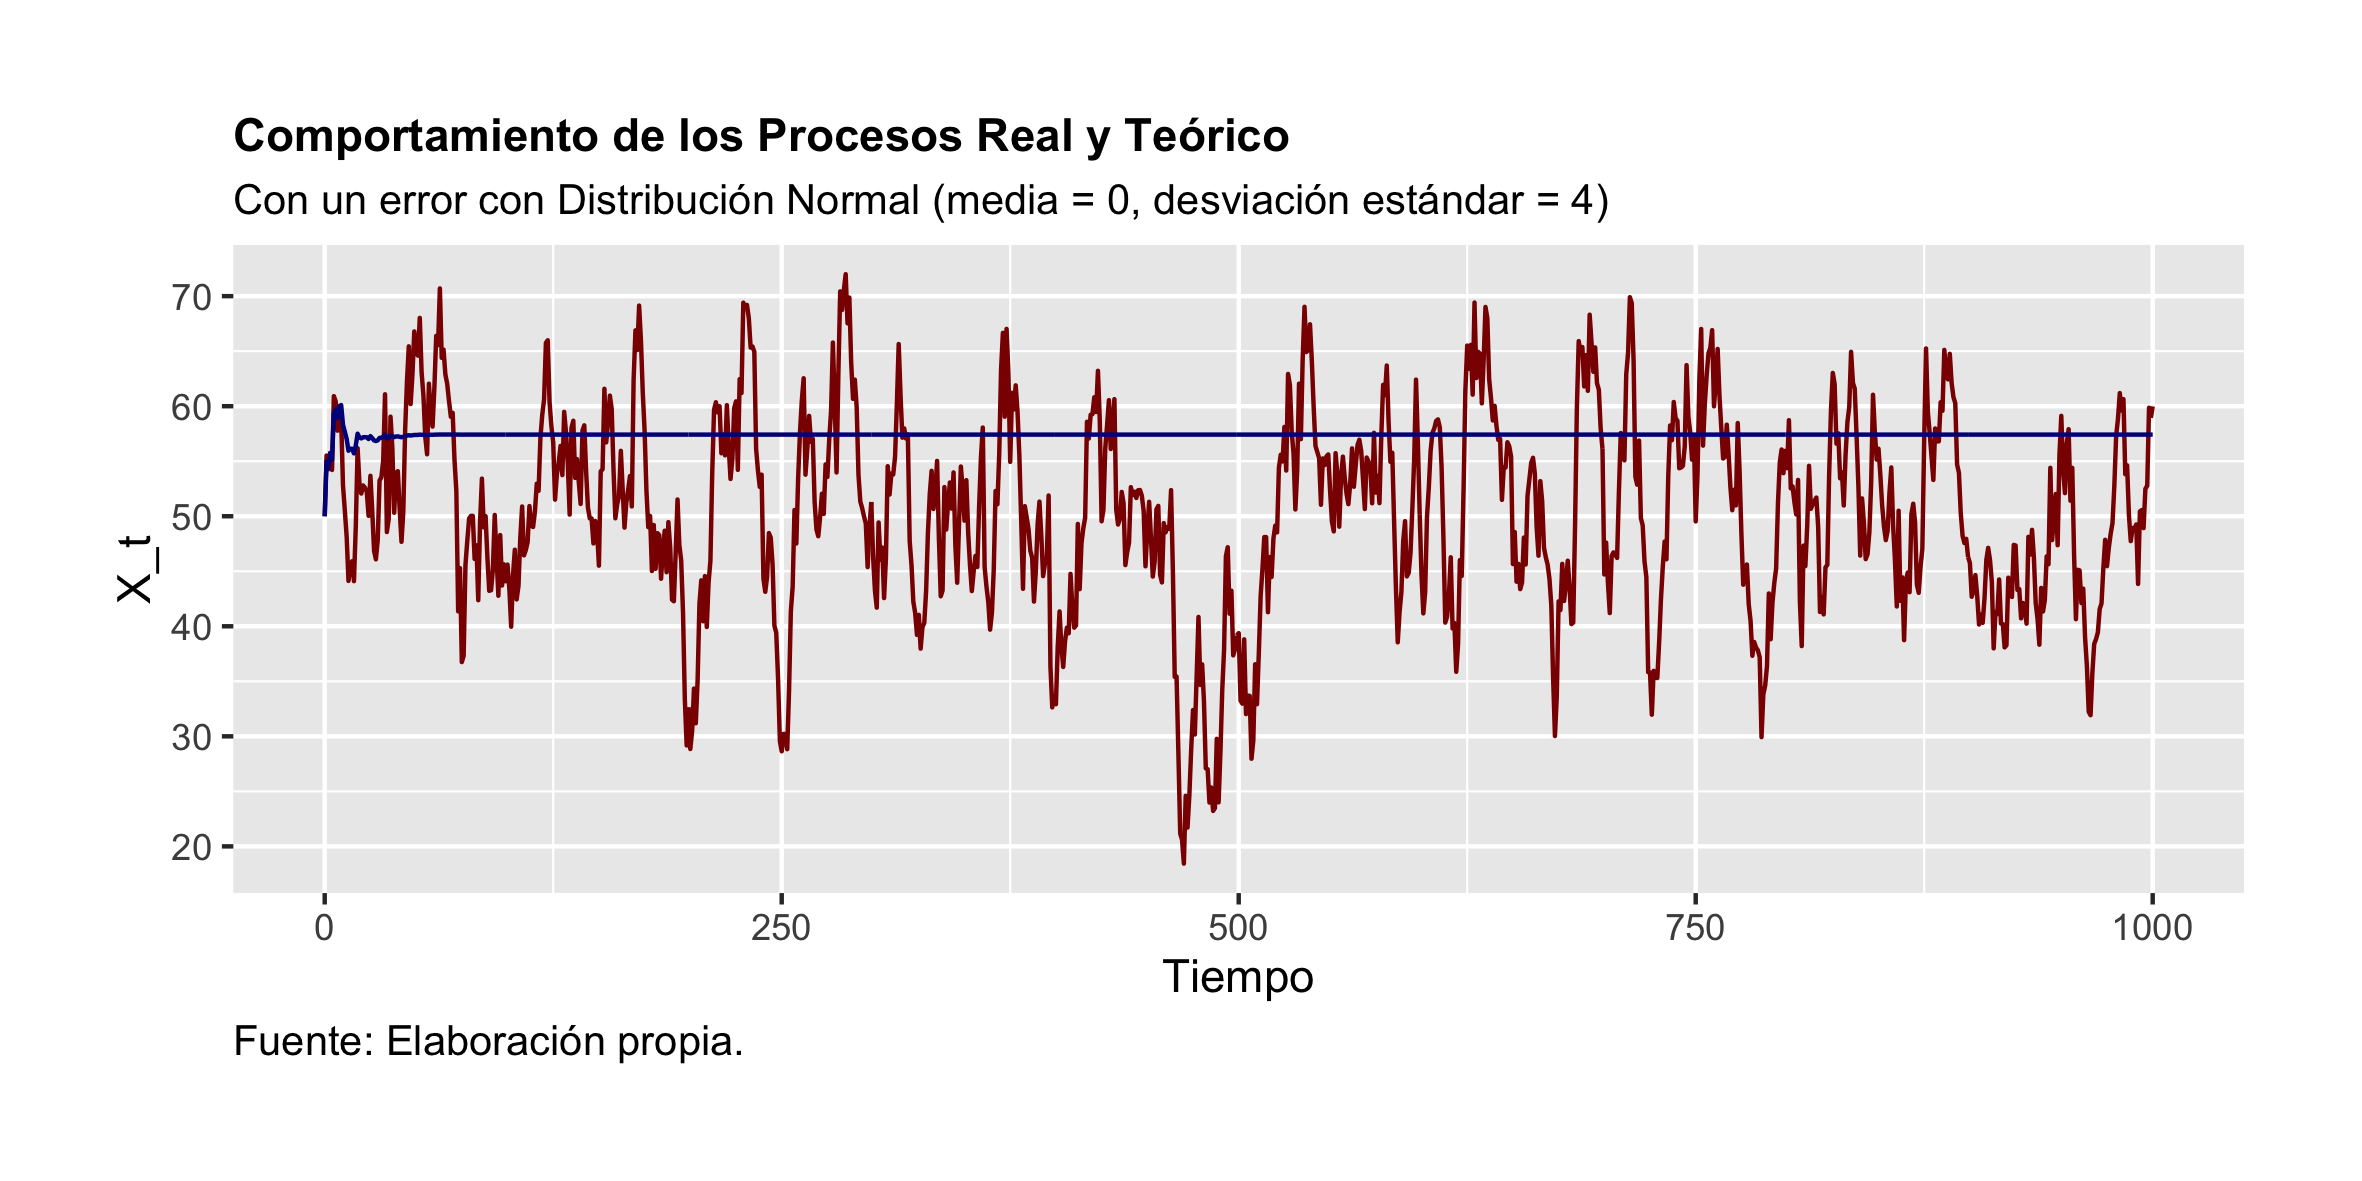 Comportamiento de los Procesos Real y Teórico
Con un error con Distribución Normal (media = 0, desviación estándar = 4)
70
60
50
40
30
20
X_t
0 250 500 750 1000
Tiempo
Fuente: Elaboración propia.